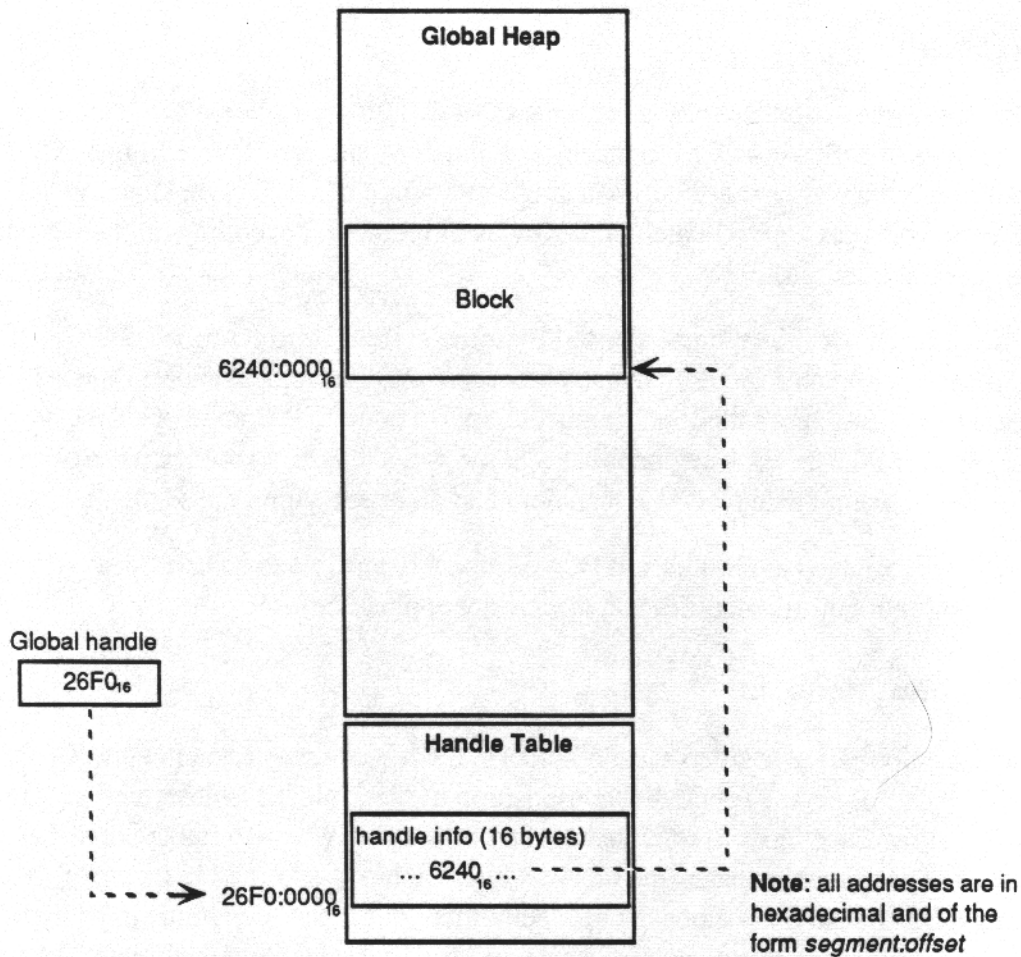 Global Heap
Block
6240:0000₁₆
Global handle
26F0₁₆
Handle Table
handle info (16 bytes)
... 6240₁₆ ...
26F0:0000₁₆
Note: all addresses are in
hexadecimal and of the
form segment:offset